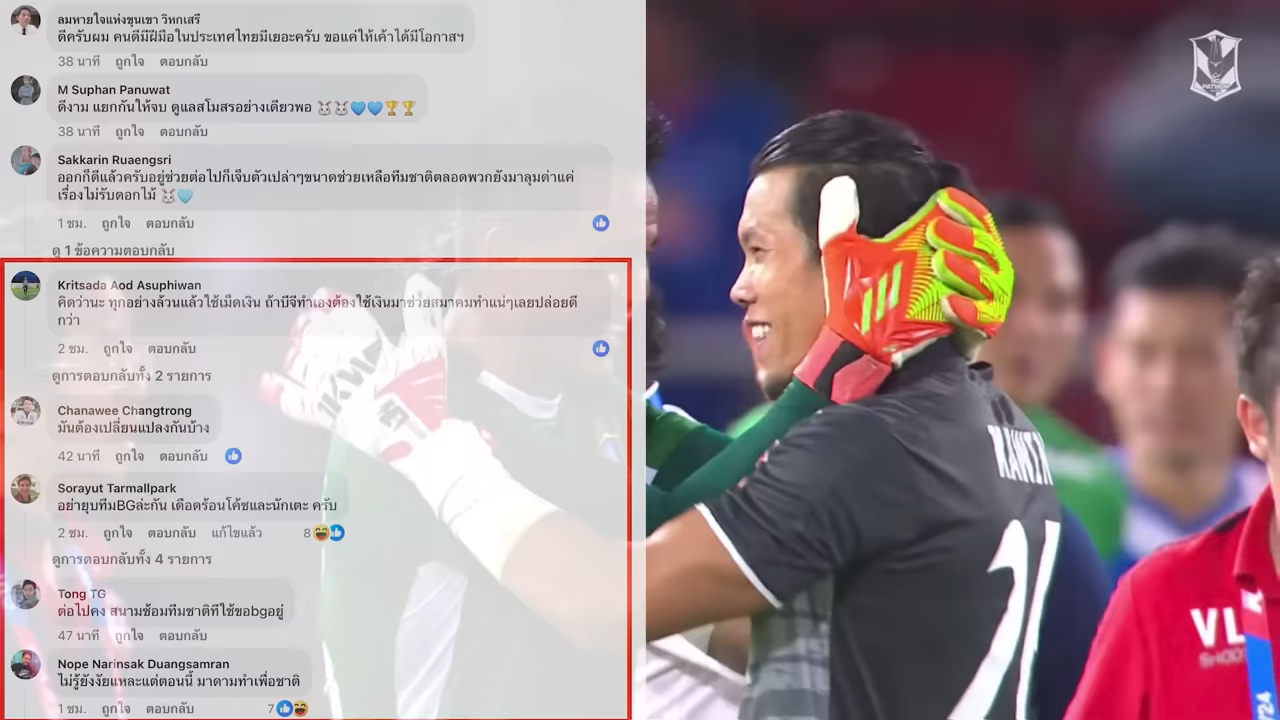 ลมหายใจแห่งขุนเขา วิหกเสรี
ดีครับผม คนดีมีฝีมือในประเทศไทยมีเยอะครับ ขอแค่ให้เค้าได้มีโอกาสฯ
38 นาที ถูกใจ ตอบกลับ
M Suphan Panuwat
ดีงาม แยกกันให้จบ ดูแลสโมสรอย่างเดียวพอ 🐰🐰💙💙🏆🏆
38 นาที ถูกใจ ตอบกลับ
Sakkarin Ruaengsri
ออกก็ดีแล้วครับอยู่ช่วยต่อไปก็เจ็บตัวเปล่าๆขนาดช่วยเหลือทีมชาติตลอดพวกยังมาลุมด่าแค่
เรื่องไม่รับดอกไม้ 🐰💙
1 ชม. ถูกใจ ตอบกลับ
ดู 1 ข้อความตอบกลับ
Kritsada Aod Asuphiwan
คิดว่านะ ทุกอย่างล้วนแล้วใช้เม็ดเงิน ถ้าบีจีทำเองต้องใช้เงินมาช่วยสมาคมทำแน่ๆเลยปล่อยดี
กว่า
2 ชม. ถูกใจ ตอบกลับ
ดูการตอบกลับทั้ง 2 รายการ
Chanawee Changtrong
มันต้องเปลี่ยนแปลงกันบ้าง
42 นาที ถูกใจ ตอบกลับ
Sorayut Tarmallpark
อย่ายุบทีมBGล่ะกัน เดือดร้อนโค้ชและนักเตะ ครับ
2 ชม. ถูกใจ ตอบกลับ แก้ไขแล้ว 8
ดูการตอบกลับทั้ง 4 รายการ
Tong TG
ต่อไปคง สนามซ้อมทีมชาติที่ใช้ขอbgอยู่
47 นาที ถูกใจ ตอบกลับ
Nope Narinsak Duangsamran
ไม่รู้ยังงัยแหละแต่ตอนนี้ มาดามทำเพื่อชาติ
1 ชม. ถูกใจ ตอบกลับ 7
PATHUM
KAWIN
VL